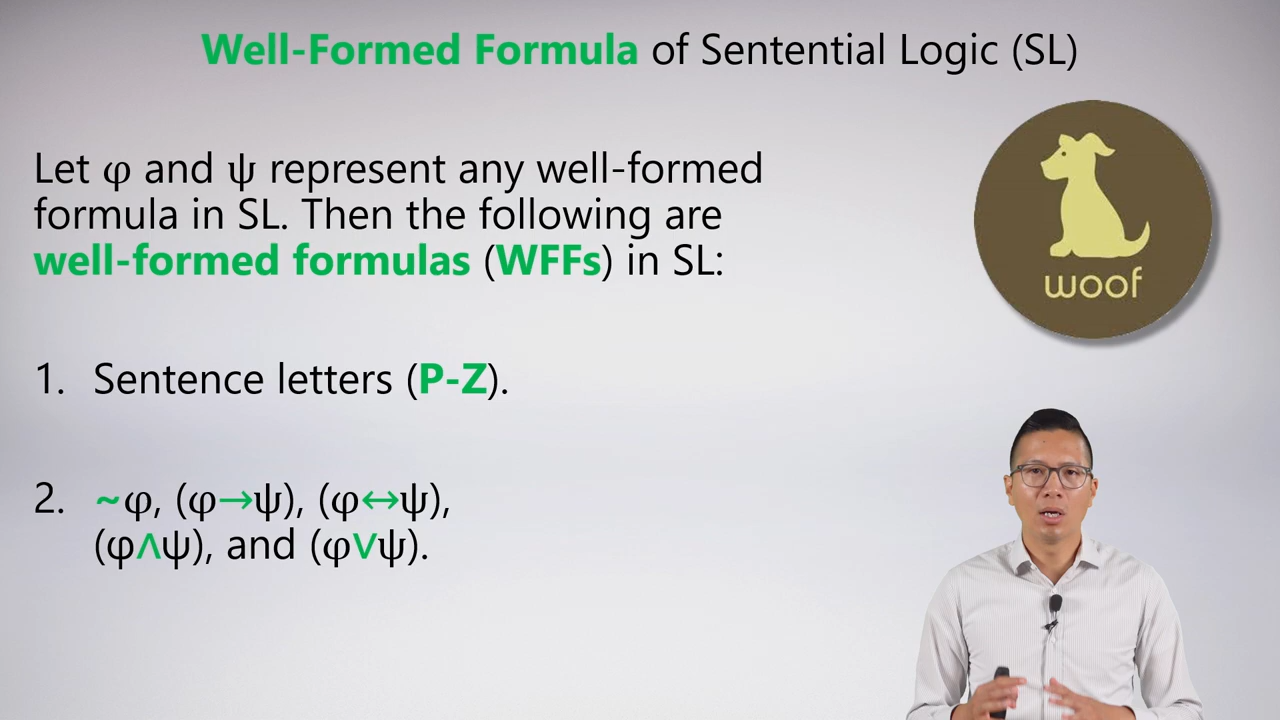 Well-Formed Formula of Sentential Logic (SL)
Let φ and ψ represent any well-formed
formula in SL. Then the following are
well-formed formulas (WFFs) in SL:
woof
1. Sentence letters (P-Z).
2. ~φ, (φ→ψ), (φ↔ψ),
(φ∧ψ), and (φ∨ψ).